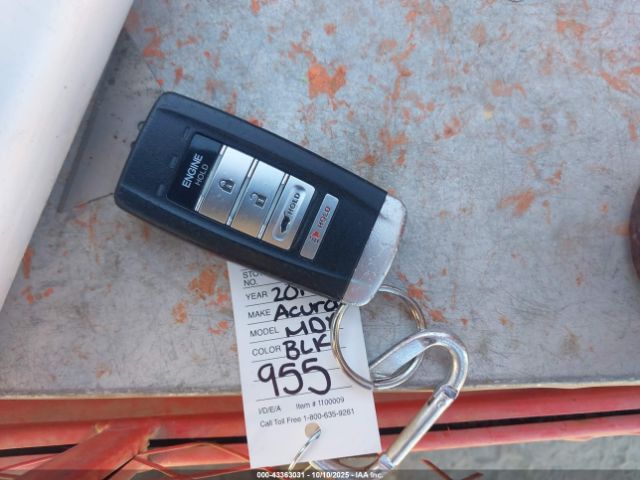 ENGINE
HOLD
HOLD
HOLD
NO.
YEAR
MAKE Acura
MODEL MDX
COLOR BLK
955
I/D/E/A Item # 1100009
Call Toll Free 1-800-635-9261
000-43363031 - 10/10/2025 - IAA Inc.